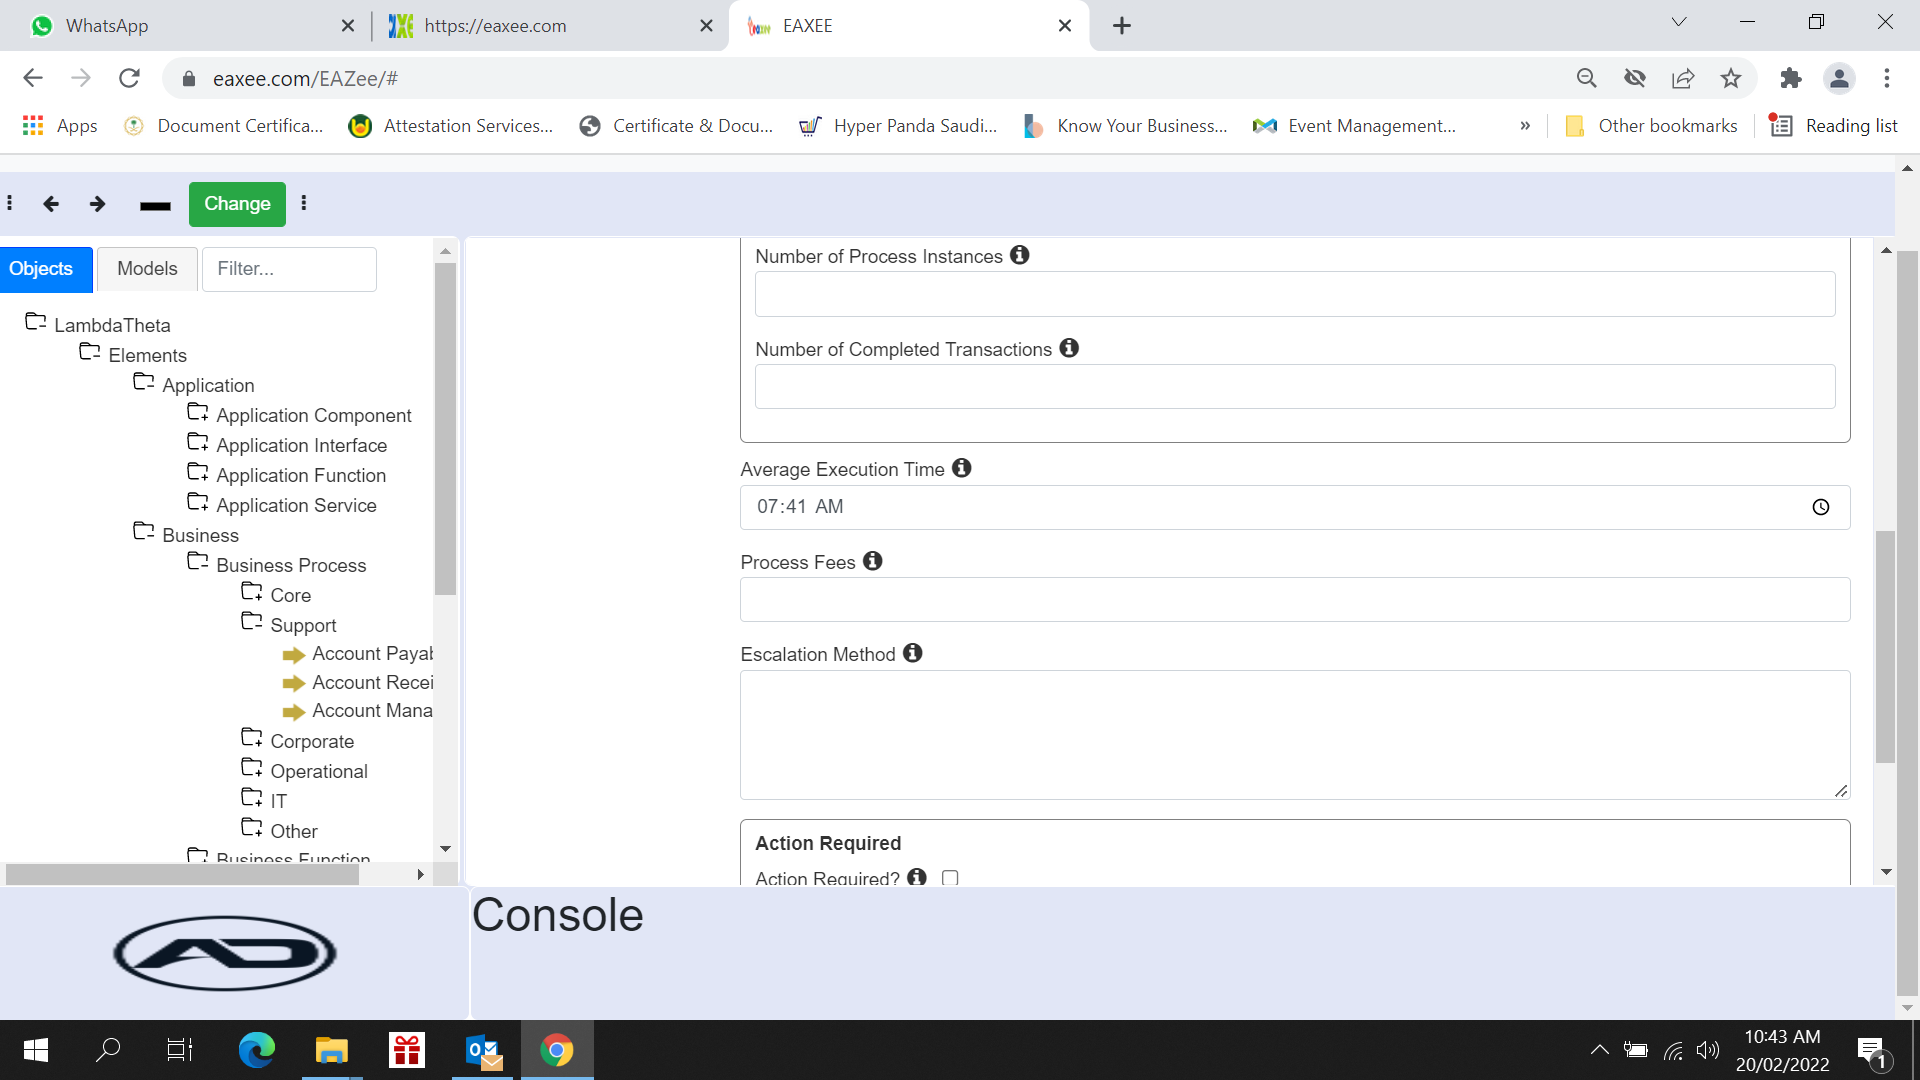 WhatsApp
https://eaxee.com
EAXEE
eaxee.com/EAZee/#
Apps
Document Certifica...
Attestation Services...
Certificate & Docu...
Hyper Panda Saudi...
Know Your Business...
Event Management...
»
Other bookmarks
Reading list
Change
Objects
Models
Filter...
LambdaTheta
Elements
Application
Application Component
Application Interface
Application Function
Application Service
Business
Business Process
Core
Support
Account Payab
Account Recei
Account Mana
Corporate
Operational
IT
Other
Business Function
Number of Process Instances
Number of Completed Transactions
Average Execution Time
07:41 AM
Process Fees
Escalation Method
Action Required
Action Required?
AD
Console
10:43 AM
20/02/2022
1